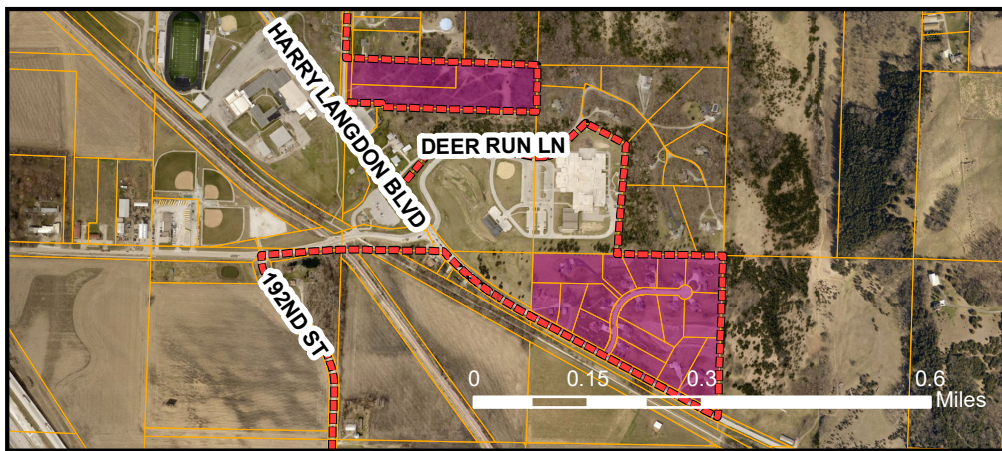 HARRY LANGDON BLVD
DEER RUN LN
192ND ST
0 0.15 0.3 0.6
Miles